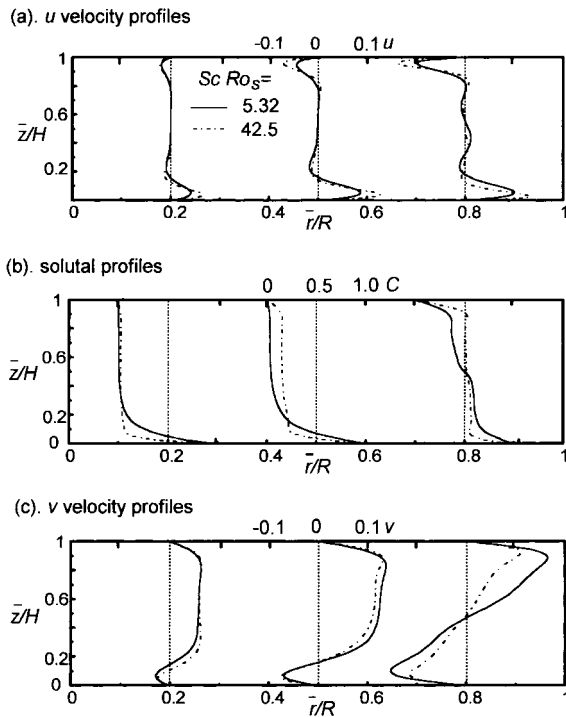 (a). u velocity profiles
-0.1 0 0.1 u
1
Sc Ro_S=
5.32
z̄/H
0.6
42.5
0.2
0
0.2
0.4
r̄/R
0.6
0.8
1
(b). solutal profiles
0 0.5 1.0 C
1
z̄/H
0.6
0.2
0
0
0.2
0.4
r̄/R
0.6
0.8
1
(c). v velocity profiles
-0.1 0 0.1 v
1
z̄/H
0.6
0.2
0
0
0.2
0.4
r̄/R
0.6
0.8
1